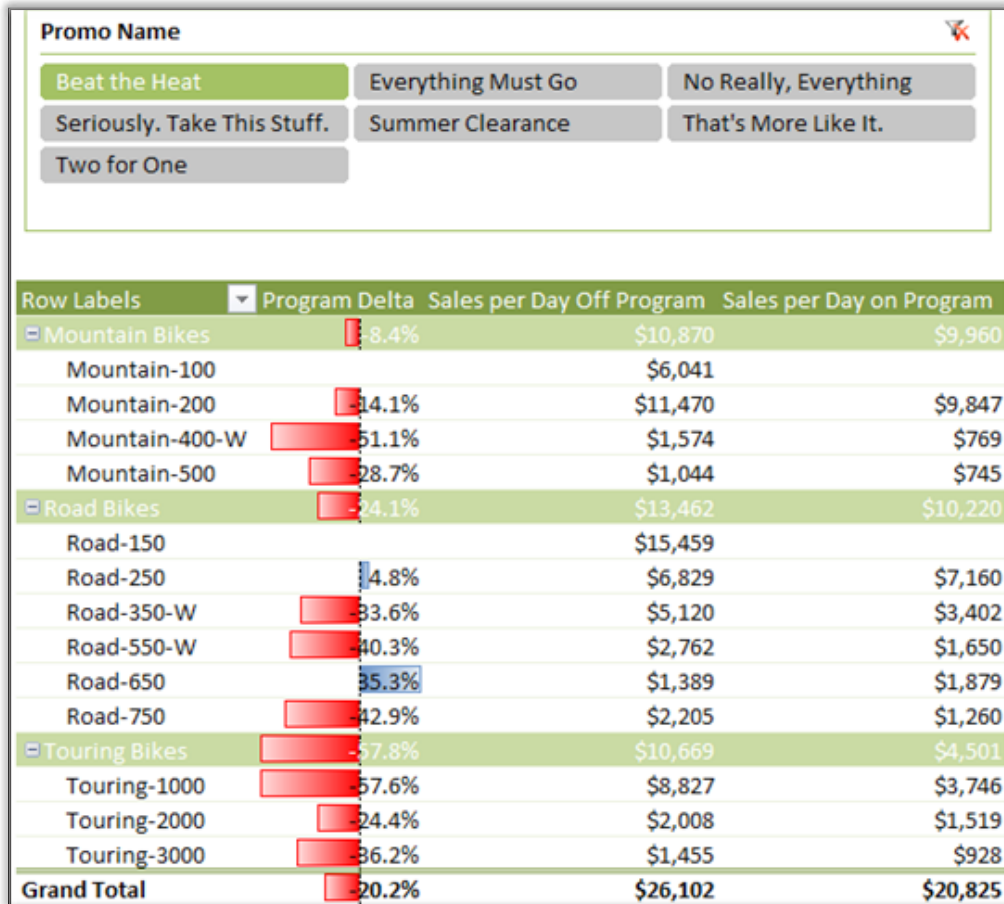 Promo Name
Beat the Heat Everything Must Go No Really, Everything
Seriously. Take This Stuff. Summer Clearance That's More Like It.
Two for One
Row Labels Program Delta Sales per Day Off Program Sales per Day on Program
Mountain Bikes -8.4% $10,870 $9,960
Mountain-100 $6,041
Mountain-200 -14.1% $11,470 $9,847
Mountain-400-W -51.1% $1,574 $769
Mountain-500 -28.7% $1,044 $745
Road Bikes -24.1% $13,462 $10,220
Road-150 $15,459
Road-250 4.8% $6,829 $7,160
Road-350-W -33.6% $5,120 $3,402
Road-550-W -40.3% $2,762 $1,650
Road-650 35.3% $1,389 $1,879
Road-750 -42.9% $2,205 $1,260
Touring Bikes -57.8% $10,669 $4,501
Touring-1000 -57.6% $8,827 $3,746
Touring-2000 -24.4% $2,008 $1,519
Touring-3000 -36.2% $1,455 $928
Grand Total -20.2% $26,102 $20,825